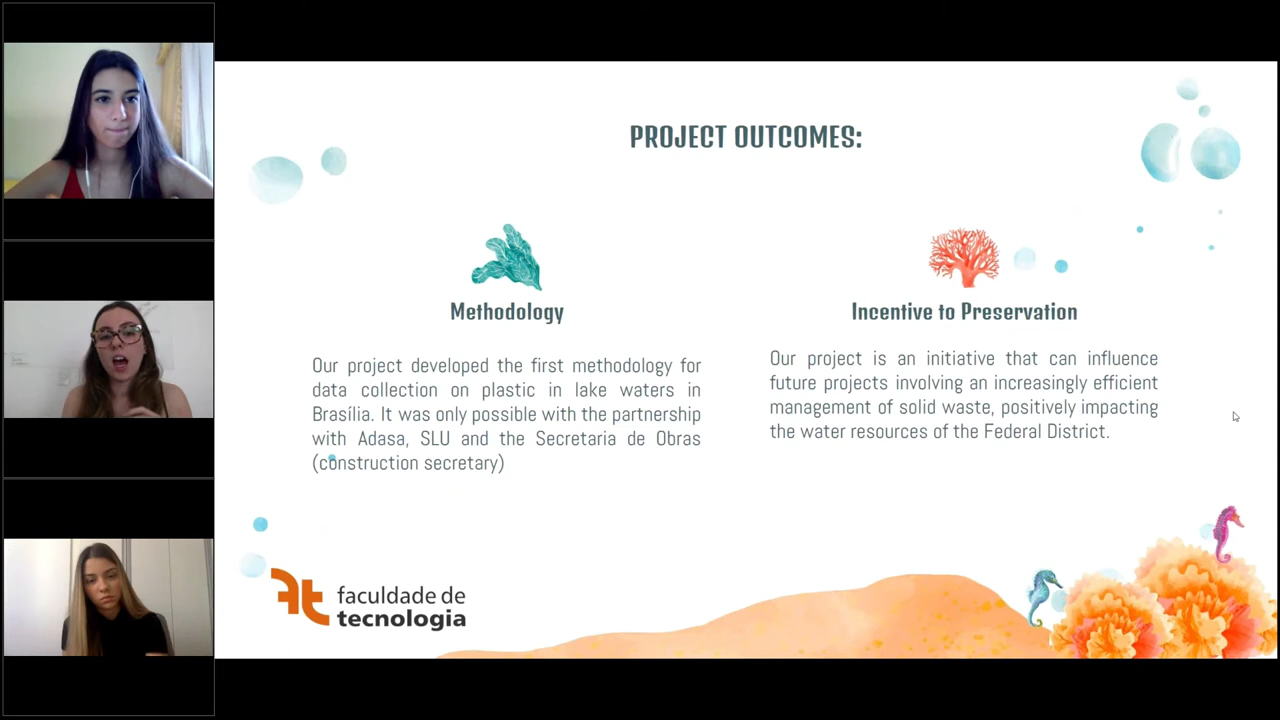 PROJECT OUTCOMES:
Methodology
Our project developed the first methodology for
data collection on plastic in lake waters in
Brasília. It was only possible with the partnership
with Adasa, SLU and the Secretaria de Obras
(construction secretary)
Incentive to Preservation
Our project is an initiative that can influence
future projects involving an increasingly efficient
management of solid waste, positively impacting
the water resources of the Federal District.
ft
faculdade de
tecnologia